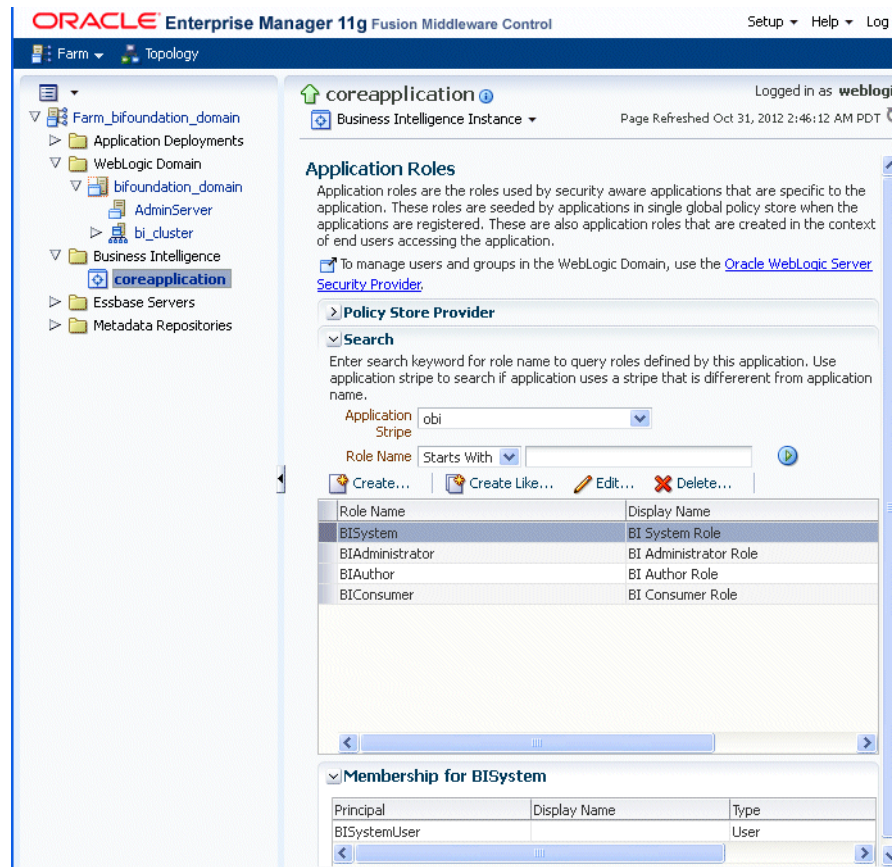 ORACLE Enterprise Manager 11g Fusion Middleware Control
Setup Help Log
Farm Topology
Farm_bifoundation_domain
Application Deployments
WebLogic Domain
bifoundation_domain
AdminServer
bi_cluster
Business Intelligence
coreapplication
Essbase Servers
Metadata Repositories
coreapplication
Logged in as weblogi
Business Intelligence Instance
Page Refreshed Oct 31, 2012 2:46:12 AM PDT
Application Roles
Application roles are the roles used by security aware applications that are specific to the
application. These roles are seeded by applications in single global policy store when the
applications are registered. These are also application roles that are created in the context
of end users accessing the application.
To manage users and groups in the WebLogic Domain, use the Oracle WebLogic Server
Security Provider.
Policy Store Provider
Search
Enter search keyword for role name to query roles defined by this application. Use
application stripe to search if application uses a stripe that is differerent from application
name.
Application
Stripe
obi
Role Name Starts With
Create... Create Like... Edit... Delete...
Role Name Display Name
BISystem BI System Role
BIAdministrator BI Administrator Role
BIAuthor BI Author Role
BIConsumer BI Consumer Role
Membership for BISystem
Principal Display Name Type
BISystemUser User